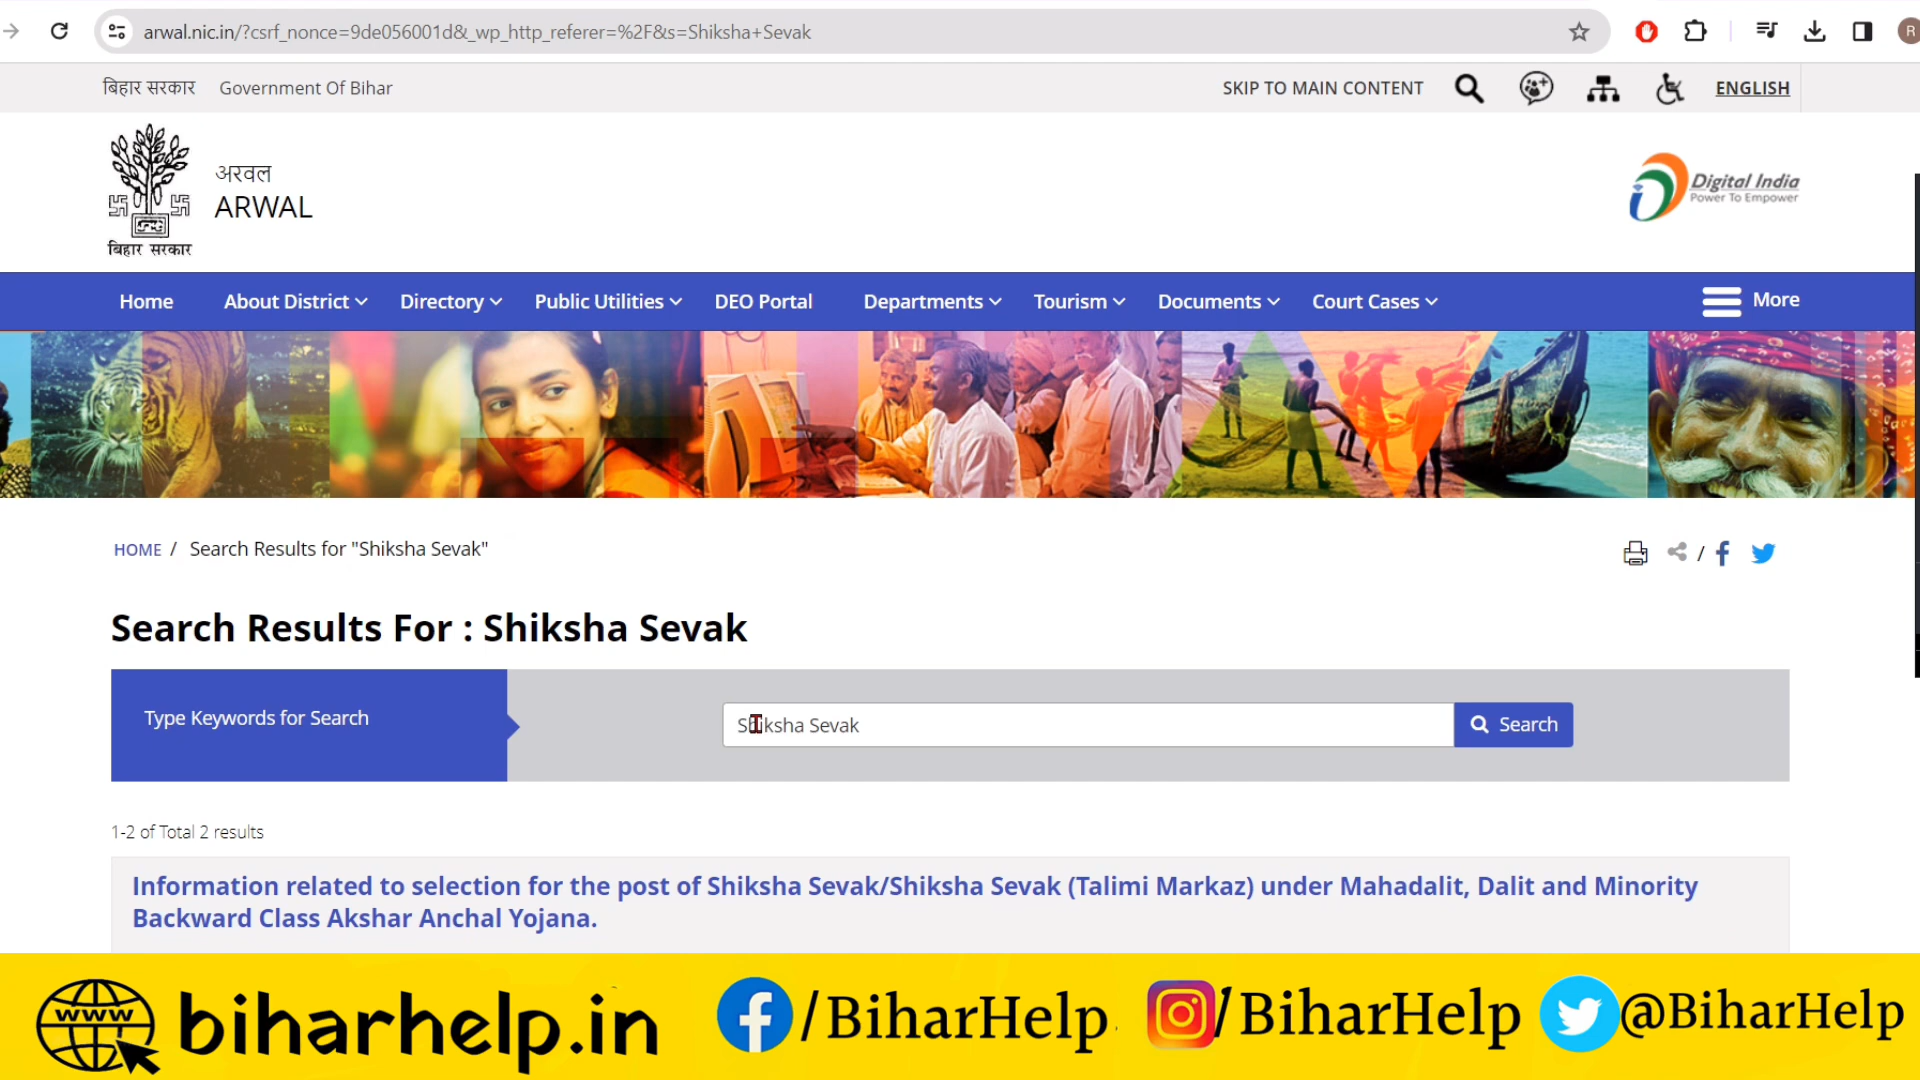 arwal.nic.in/?csrf_nonce=9de056001d&_wp_http_referer=%2F&s=Shiksha+Sevak
R
बिहार सरकार Government Of Bihar SKIP TO MAIN CONTENT ENGLISH
अरवल
ARWAL
बिहार सरकार
Digital India
Power To Empower
Home About District Directory Public Utilities DEO Portal Departments Tourism Documents Court Cases More
HOME / Search Results for "Shiksha Sevak" /
Search Results For : Shiksha Sevak
Type Keywords for Search Shiksha Sevak Search
1-2 of Total 2 results
Information related to selection for the post of Shiksha Sevak/Shiksha Sevak (Talimi Markaz) under Mahadalit, Dalit and Minority
Backward Class Akshar Anchal Yojana.
www biharhelp.in /BiharHelp /BiharHelp @BiharHelp